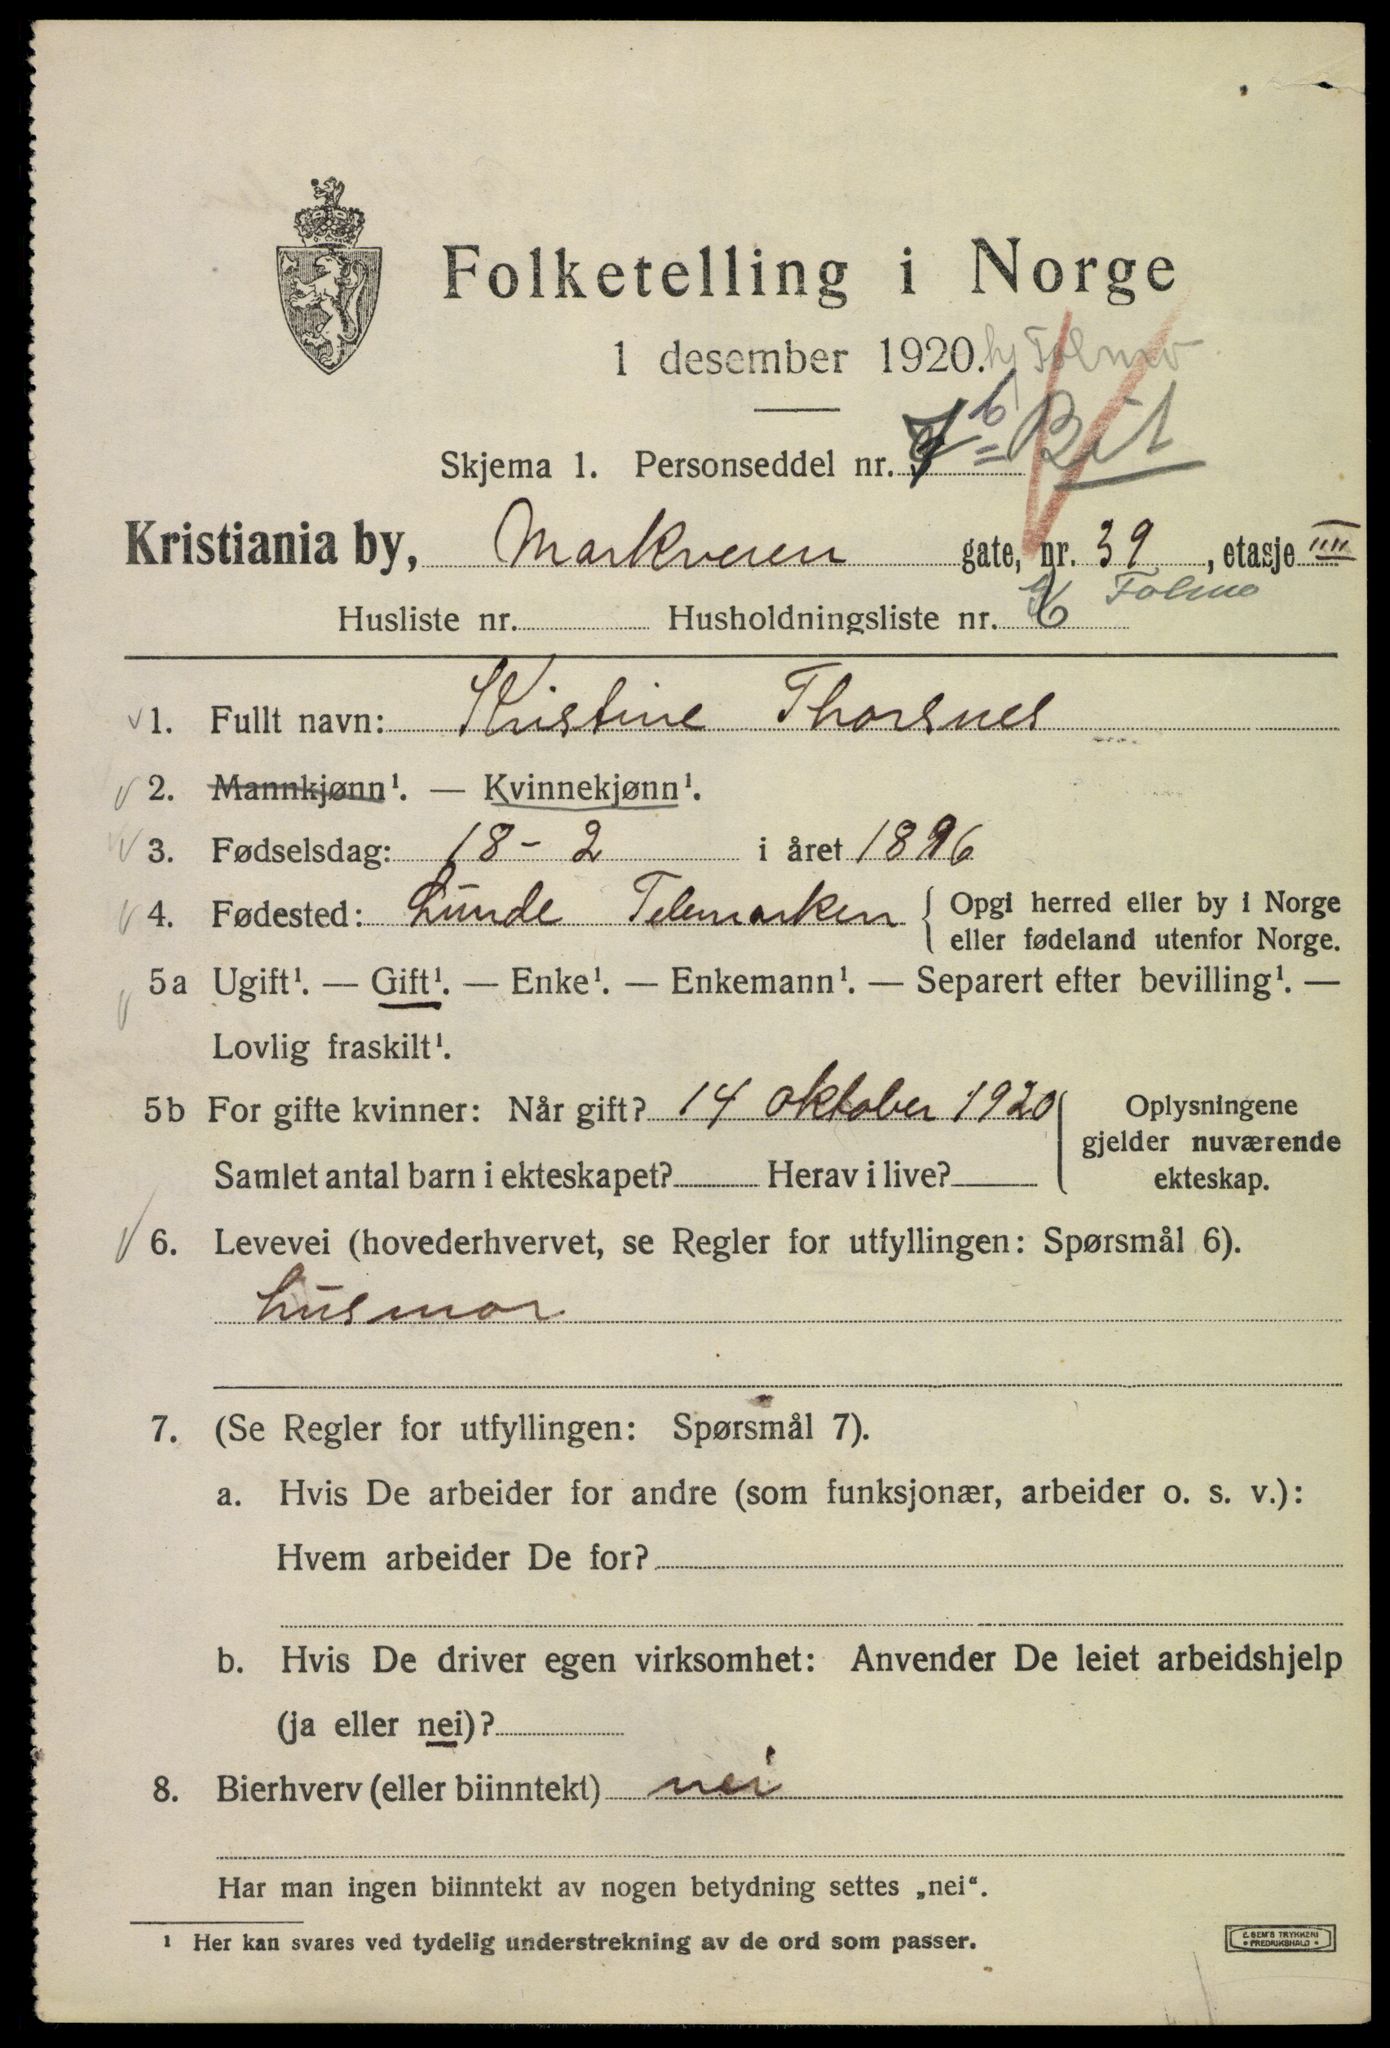 Folketelling i Norge
1 desember 1920. hj Tolmo
Skjema 1. Personseddel nr. 6 Bit
Kristiania by, Markveien gate, nr. 39, etasje IIII
Husliste nr. Husholdningsliste nr. Tolmo
1. Fullt navn: Kristine Thorsnes
2. Mannkjønn¹. — Kvinnekjønn¹.
3. Fødselsdag: 18-2 i året 1896
4. Fødested: Lunde Telemarken { Opgi herred eller by i Norge
eller fødeland utenfor Norge.
5a Ugift¹. — Gift¹. — Enke¹. — Enkemann¹. — Separert efter bevilling¹. —
Lovlig fraskilt¹.
5b For gifte kvinner: Når gift? 14 oktober 1920 { Oplysningene
gjelder nuværende
Samlet antal barn i ekteskapet? Herav i live? ekteskap.
6. Levevei (hovederhvervet, se Regler for utfyllingen: Spørsmål 6).
husmor
7. (Se Regler for utfyllingen: Spørsmål 7).
a. Hvis De arbeider for andre (som funksjonær, arbeider o. s. v.):
Hvem arbeider De for?
b. Hvis De driver egen virksomhet: Anvender De leiet arbeidshjelp
(ja eller nei)?
8. Bierhverv (eller biinntekt) nei
Har man ingen biinntekt av nogen betydning settes „nei“.
¹ Her kan svares ved tydelig understrekning av de ord som passer.
E. SEM'S TRYKKERI
• FREDRIKSHALD •